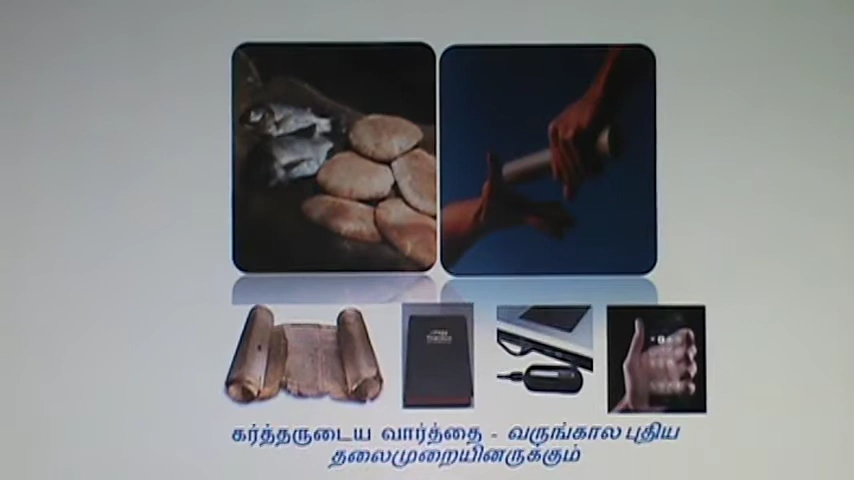 கர்த்தருடைய வார்த்தை - வருங்கால புதிய
தலைமுறையினருக்கும்